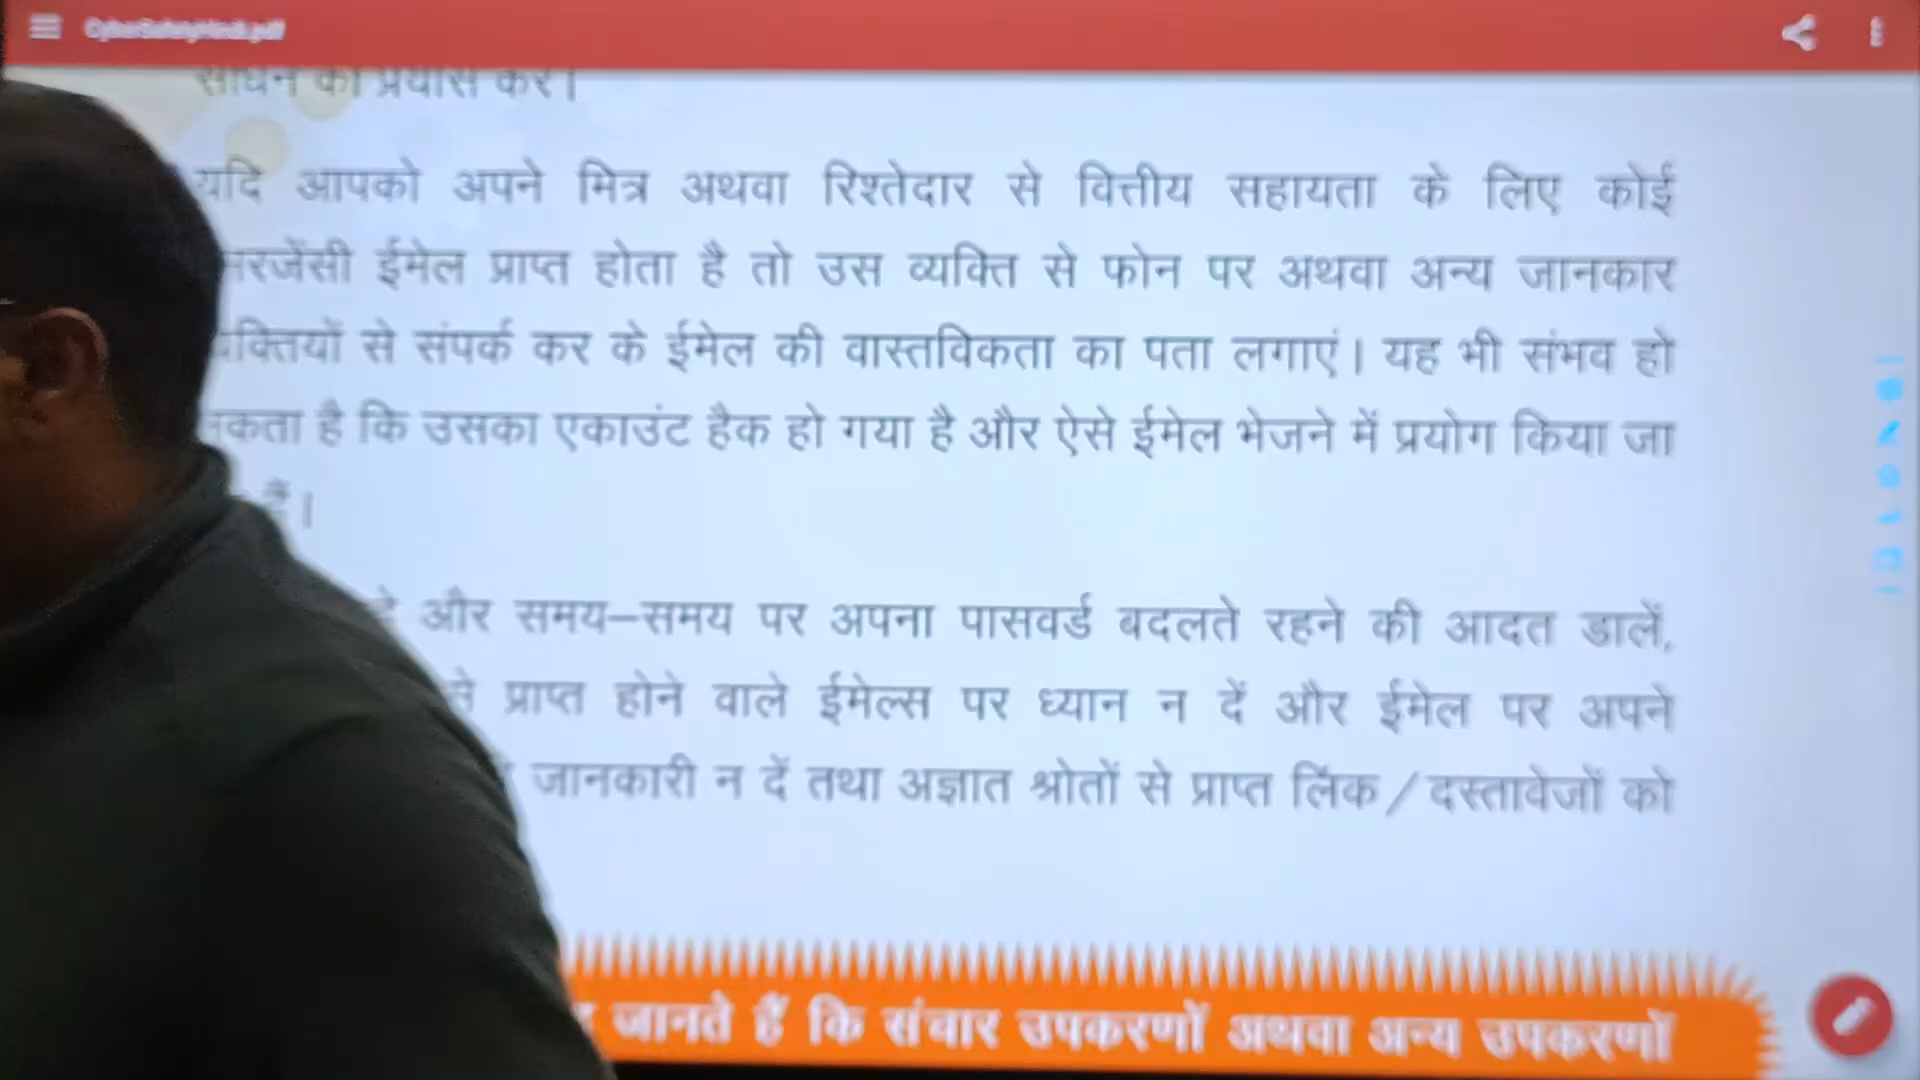 CyberSafetyHindi.pdf
साधन का प्रयास करें।
यदि आपको अपने मित्र अथवा रिश्तेदार से वित्तीय सहायता के लिए कोई
ईमेल प्राप्त होता है तो उस व्यक्ति से फोन पर अथवा अन्य जानकार
से संपर्क कर के ईमेल की वास्तविकता का पता लगाएं। यह भी संभव हो
है कि उसका एकाउंट हैक हो गया है और ऐसे ईमेल भेजने में प्रयोग किया जा
और समय–समय पर अपना पासवर्ड बदलते रहने की आदत डालें,
प्राप्त होने वाले ईमेल्स पर ध्यान न दें और ईमेल पर अपने
जानकारी न दें तथा अज्ञात श्रोतों से प्राप्त लिंक/दस्तावेजों को
जानते हैं कि संचार उपकरणों अथवा अन्य उपकरणों